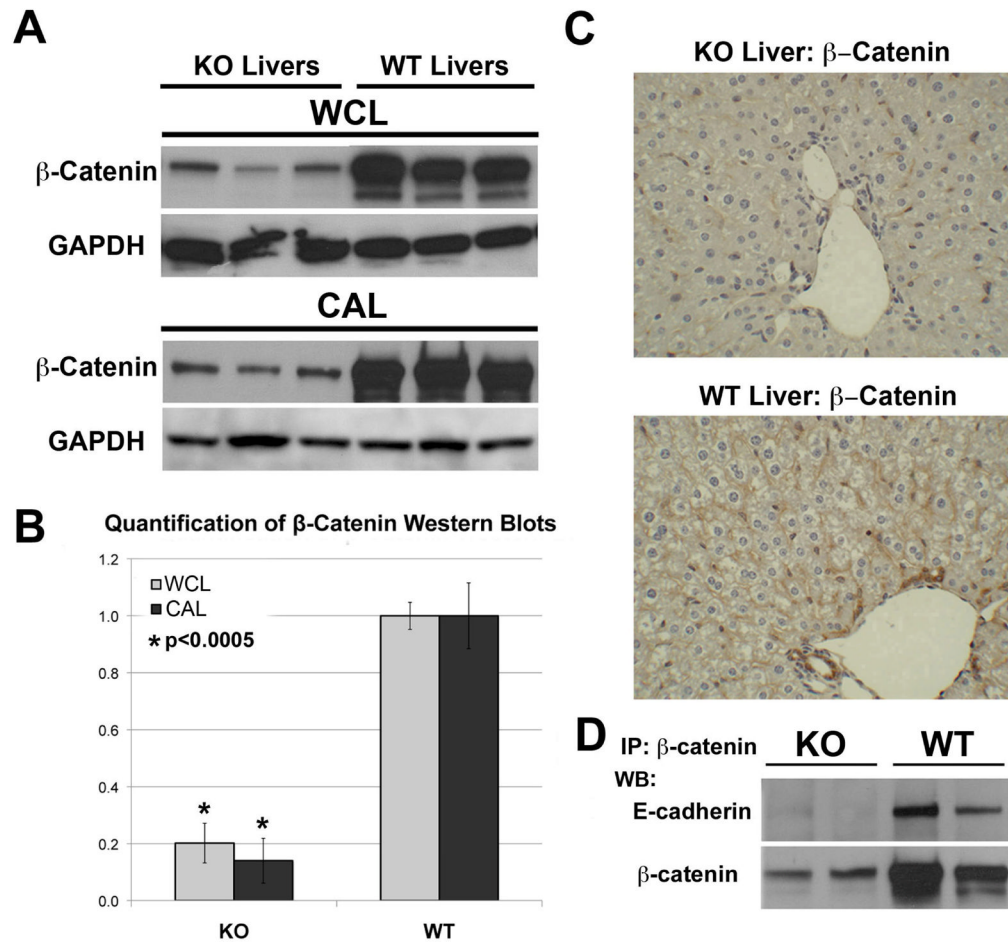 A
KO Livers WT Livers
WCL
β-Catenin
GAPDH
CAL
β-Catenin
GAPDH
B
Quantification of β-Catenin Western Blots
1.2
1.0
0.8
0.6
0.4
0.2
0.0
WCL
CAL
* p<0.0005
* *
KO WT
C
KO Liver: β–Catenin
WT Liver: β–Catenin
D
IP: β-catenin KO WT
WB:
E-cadherin
β-catenin